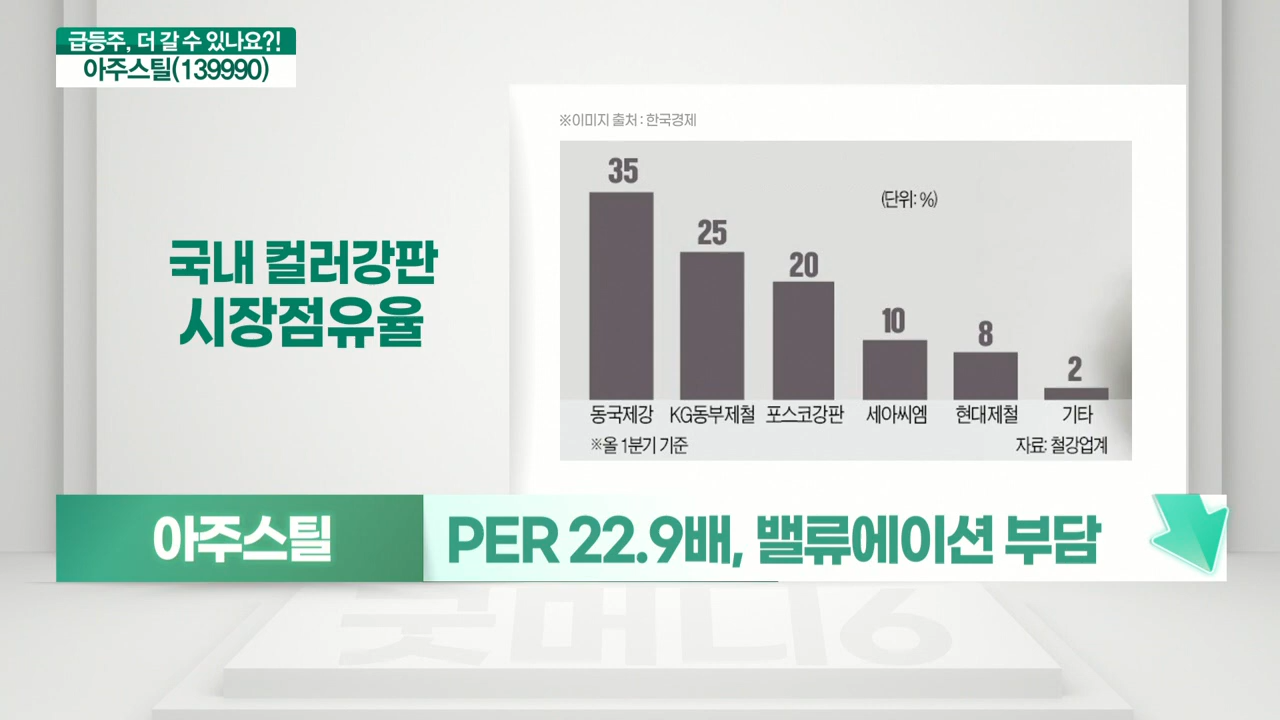 급등주, 더 갈 수 있나요?!
아주스틸(139990)
※이미지 출처 : 한국경제
국내 컬러강판
시장점유율
(단위: %)
35
25
20
10
8
2
동국제강
KG동부제철
포스코강판
세아씨엠
현대제철
기타
※올 1분기 기준
자료: 철강업계
아주스틸
PER 22.9배, 밸류에이션 부담
굿머니6